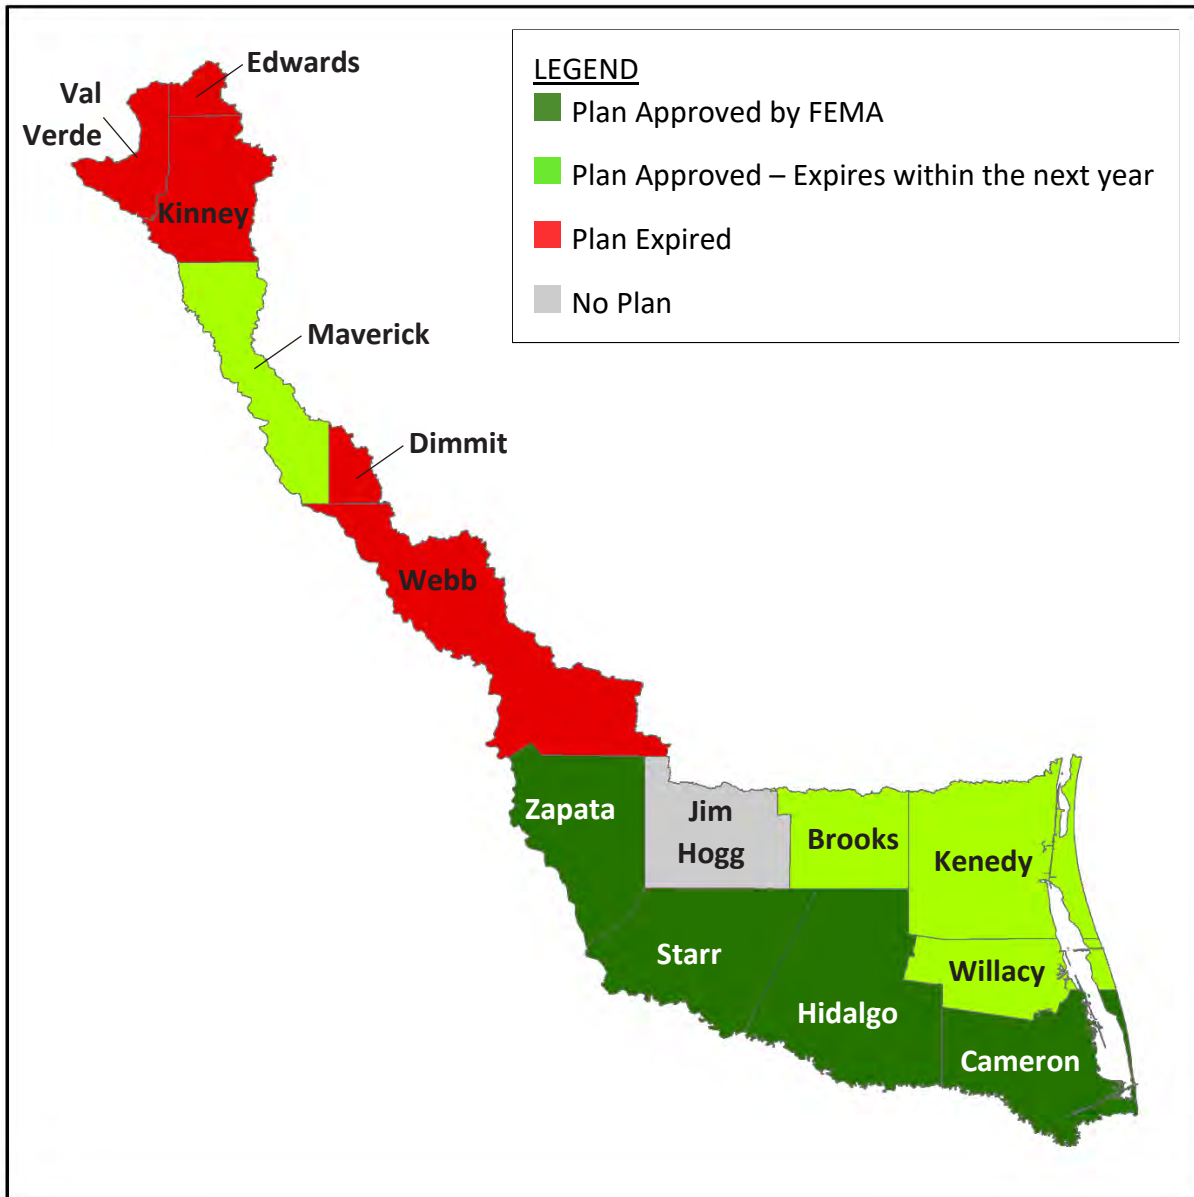 Edwards
Val
Verde
Kinney
Maverick
Dimmit
Webb
Zapata
Jim
Hogg
Brooks
Kenedy
Starr
Willacy
Hidalgo
Cameron
LEGEND
Plan Approved by FEMA
Plan Approved – Expires within the next year
Plan Expired
No Plan